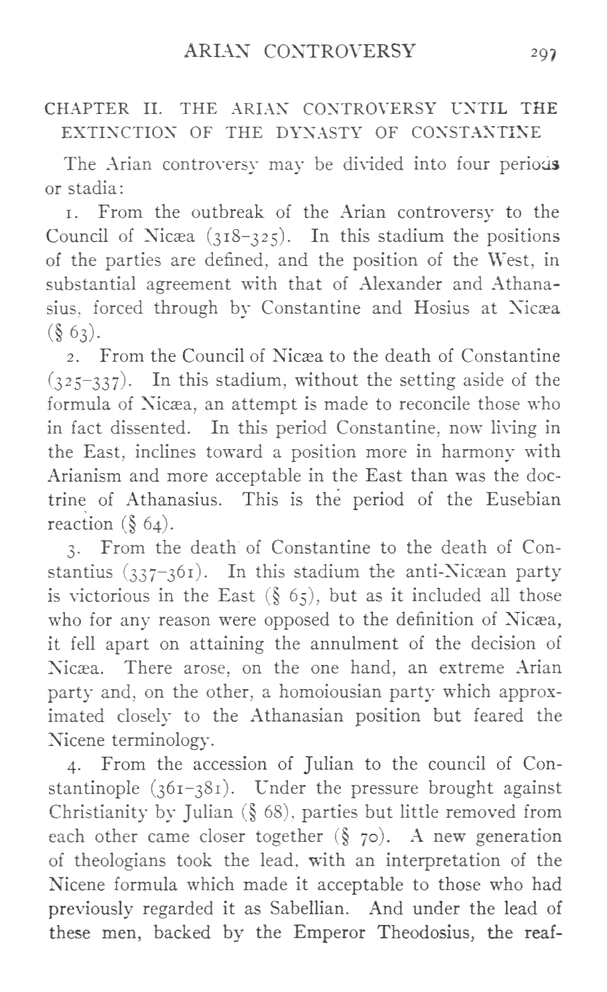 ARIAN CONTROVERSY 297
CHAPTER II. THE ARIAN CONTROVERSY UNTIL THE
EXTINCTION OF THE DYNASTY OF CONSTANTINE
The Arian controversy may be divided into four periods
or stadia:
1. From the outbreak of the Arian controversy to the
Council of Nicæa (318–325). In this stadium the positions
of the parties are defined, and the position of the West, in
substantial agreement with that of Alexander and Athana-
sius, forced through by Constantine and Hosius at Nicæa
(§ 63).
2. From the Council of Nicæa to the death of Constantine
(325–337). In this stadium, without the setting aside of the
formula of Nicæa, an attempt is made to reconcile those who
in fact dissented. In this period Constantine, now living in
the East, inclines toward a position more in harmony with
Arianism and more acceptable in the East than was the doc-
trine of Athanasius. This is the period of the Eusebian
reaction (§ 64).
3. From the death of Constantine to the death of Con-
stantius (337–361). In this stadium the anti-Nicæan party
is victorious in the East (§ 65), but as it included all those
who for any reason were opposed to the definition of Nicæa,
it fell apart on attaining the annulment of the decision of
Nicæa. There arose, on the one hand, an extreme Arian
party and, on the other, a homoiousian party which approx-
imated closely to the Athanasian position but feared the
Nicene terminology.
4. From the accession of Julian to the council of Con-
stantinople (361–381). Under the pressure brought against
Christianity by Julian (§ 68), parties but little removed from
each other came closer together (§ 70). A new generation
of theologians took the lead, with an interpretation of the
Nicene formula which made it acceptable to those who had
previously regarded it as Sabellian. And under the lead of
these men, backed by the Emperor Theodosius, the reaf-